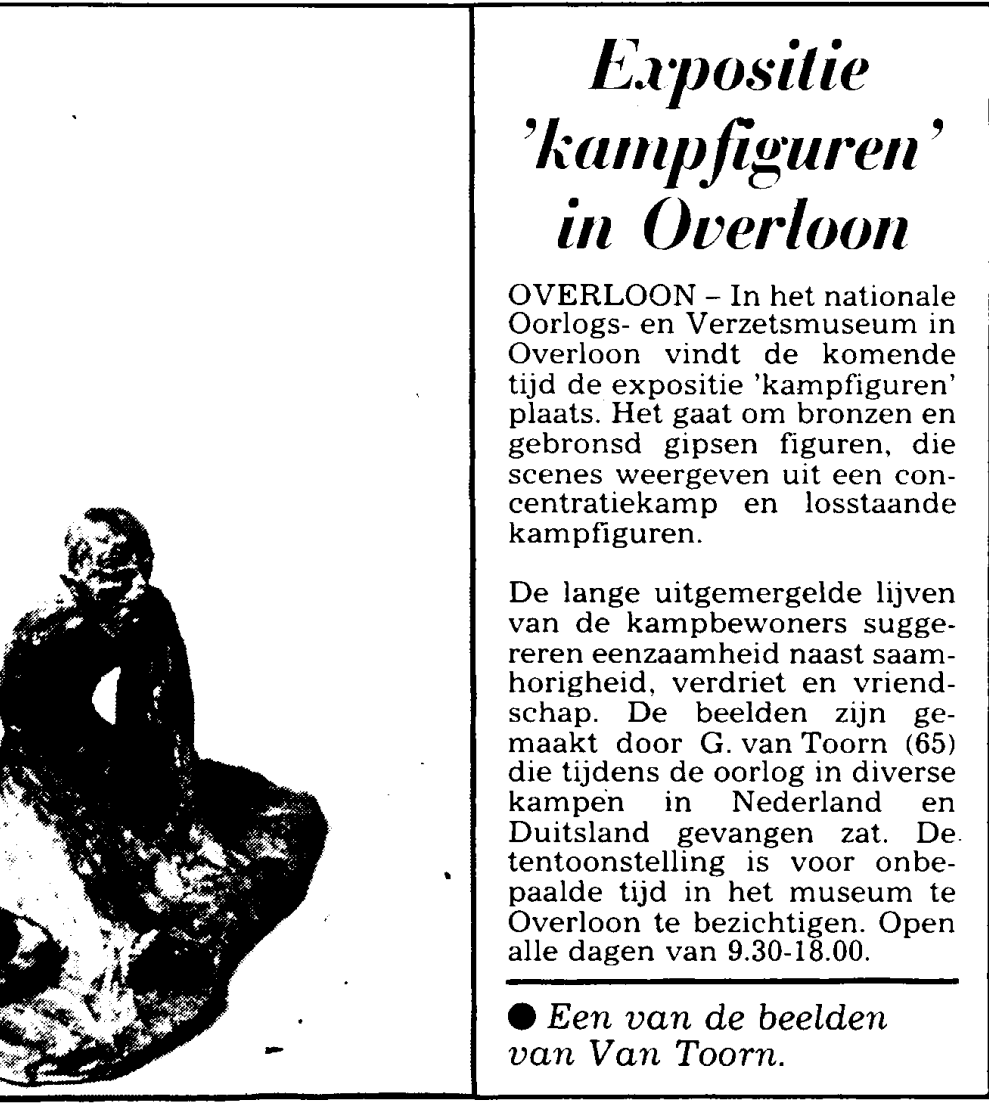 Expositie
'kampfiguren'
in Overloon
OVERLOON – In het nationale
Oorlogs- en Verzetsmuseum in
Overloon vindt de komende
tijd de expositie 'kampfiguren'
plaats. Het gaat om bronzen en
gebronsd gipsen figuren, die
scenes weergeven uit een con-
centratiekamp en losstaande
kampfiguren.
De lange uitgemergelde lijven
van de kampbewoners sugge-
reren eenzaamheid naast saam-
horigheid, verdriet en vriend-
schap. De beelden zijn ge-
maakt door G. van Toorn (65)
die tijdens de oorlog in diverse
kampen in Nederland en
Duitsland gevangen zat. De
tentoonstelling is voor onbe-
paalde tijd in het museum te
Overloon te bezichtigen. Open
alle dagen van 9.30-18.00.
● Een van de beelden
van Van Toorn.